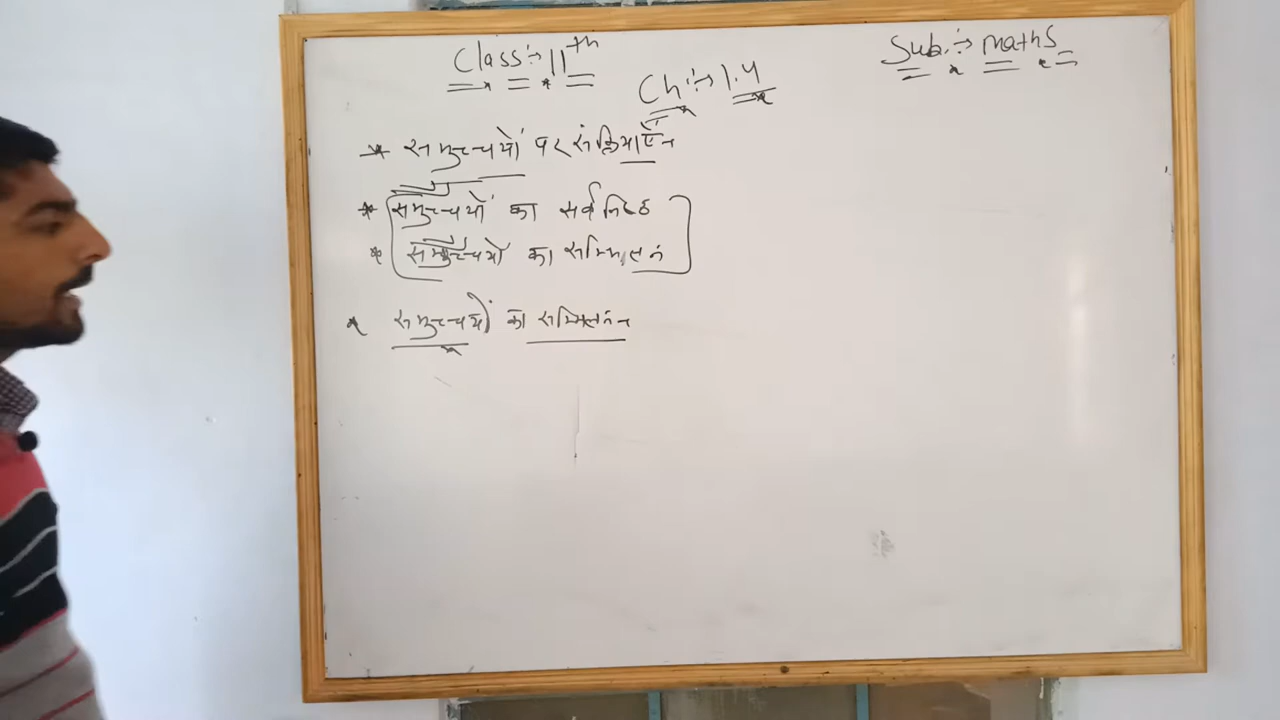 Class:- 11th
Sub.:- maths
Ch:- 1.4
* समुच्चयों पर संक्रियाएँ
* समुच्चयों का सर्वनिष्ठ
* समुच्चयों का सम्मिलन
* समुच्चयों का सम्मिलन